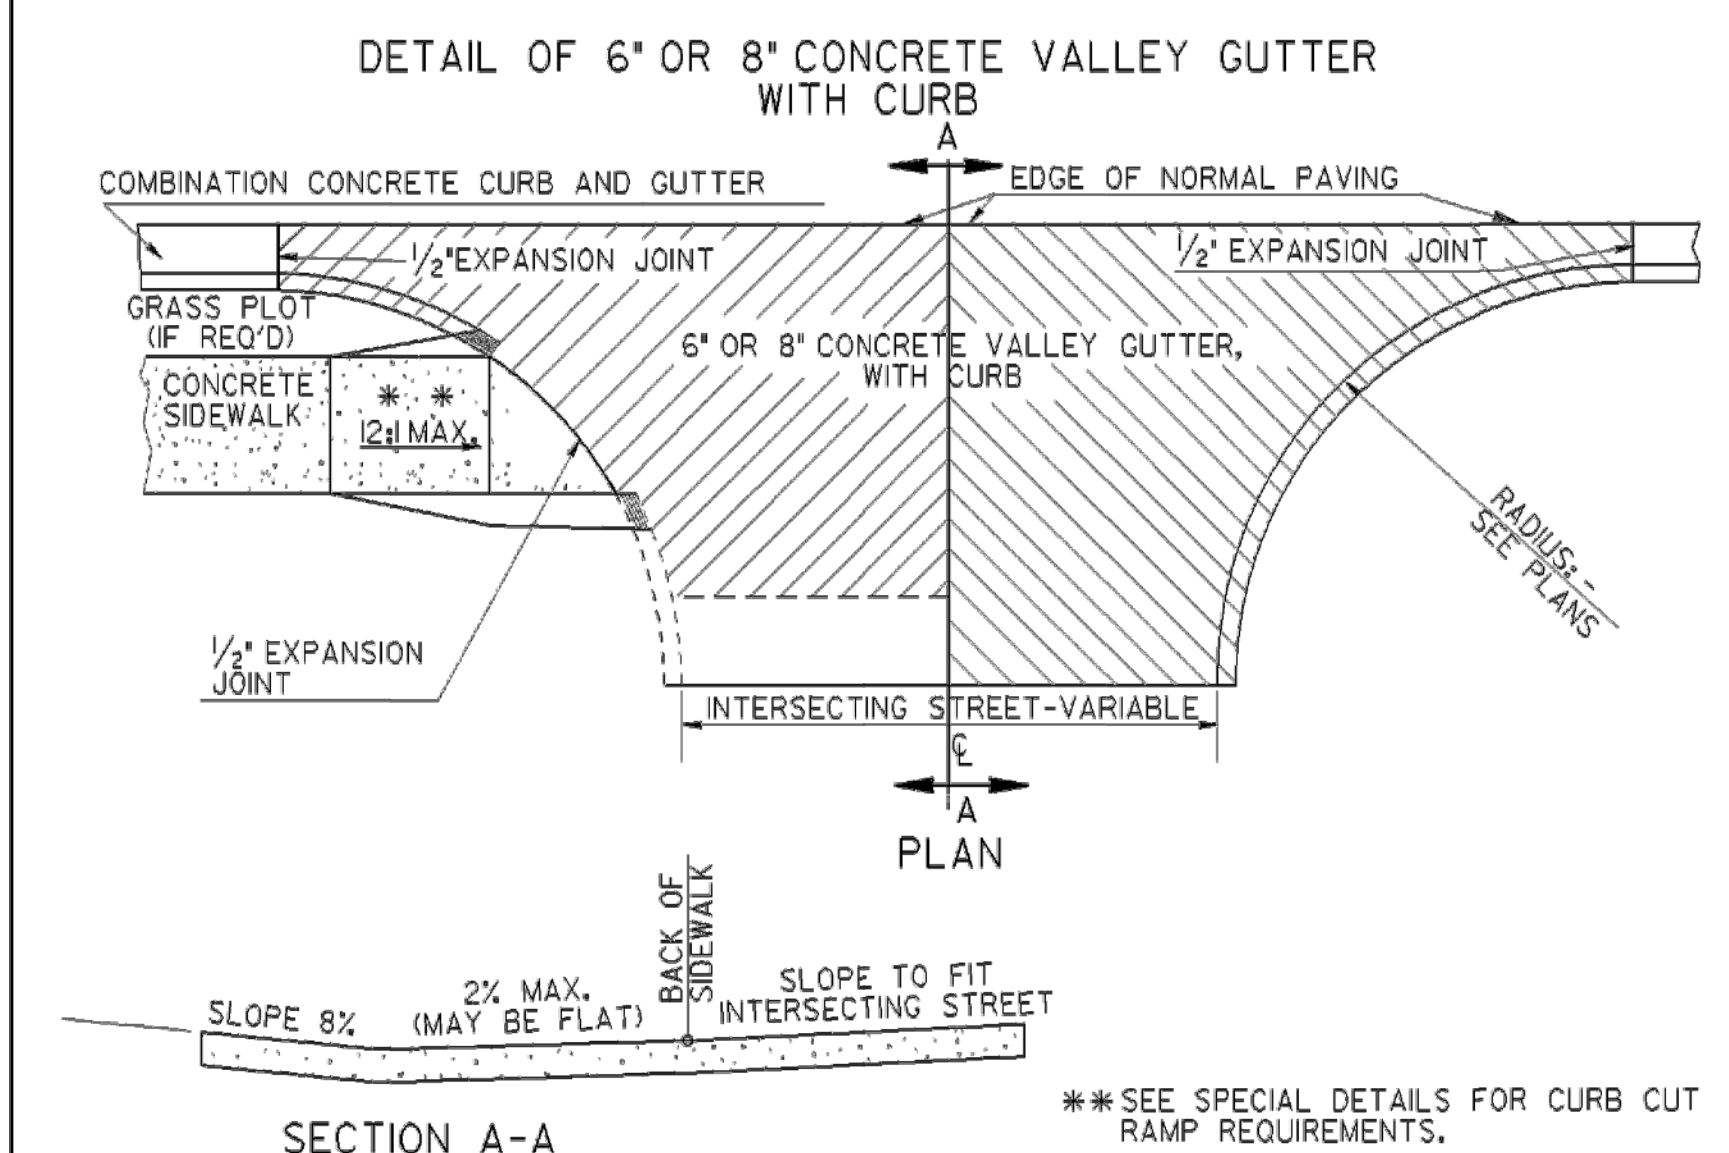 DETAIL OF 6" OR 8" CONCRETE VALLEY GUTTER
WITH CURB
A
COMBINATION CONCRETE CURB AND GUTTER
EDGE OF NORMAL PAVING
1/2" EXPANSION JOINT
1/2" EXPANSION JOINT
GRASS PLOT
(IF REQ'D)
6" OR 8" CONCRETE VALLEY GUTTER,
WITH CURB
CONCRETE
SIDEWALK
* *
12:1 MAX.
RADIUS: -
SEE PLANS
1/2" EXPANSION
JOINT
INTERSECTING STREET-VARIABLE
℄
A
PLAN
BACK OF
SIDEWALK
SLOPE 8%
2% MAX.
(MAY BE FLAT)
SLOPE TO FIT
INTERSECTING STREET
SECTION A-A
** SEE SPECIAL DETAILS FOR CURB CUT
RAMP REQUIREMENTS.